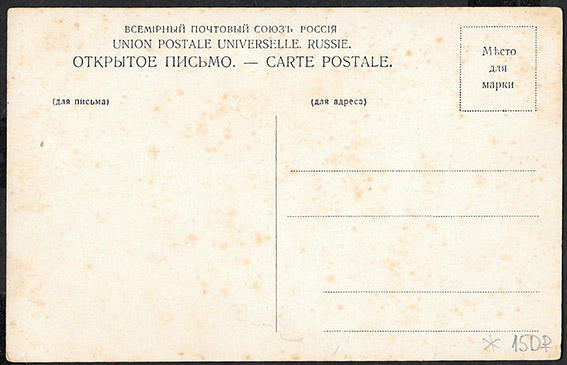 ВСЕМІРНЫЙ ПОЧТОВЫЙ СОЮЗЪ РОССІЯ
UNION POSTALE UNIVERSELLE. RUSSIE.
ОТКРЫТОЕ ПИСЬМО. — CARTE POSTALE.
Мѣсто
для
марки
(для письма)
(для адреса)
150₽